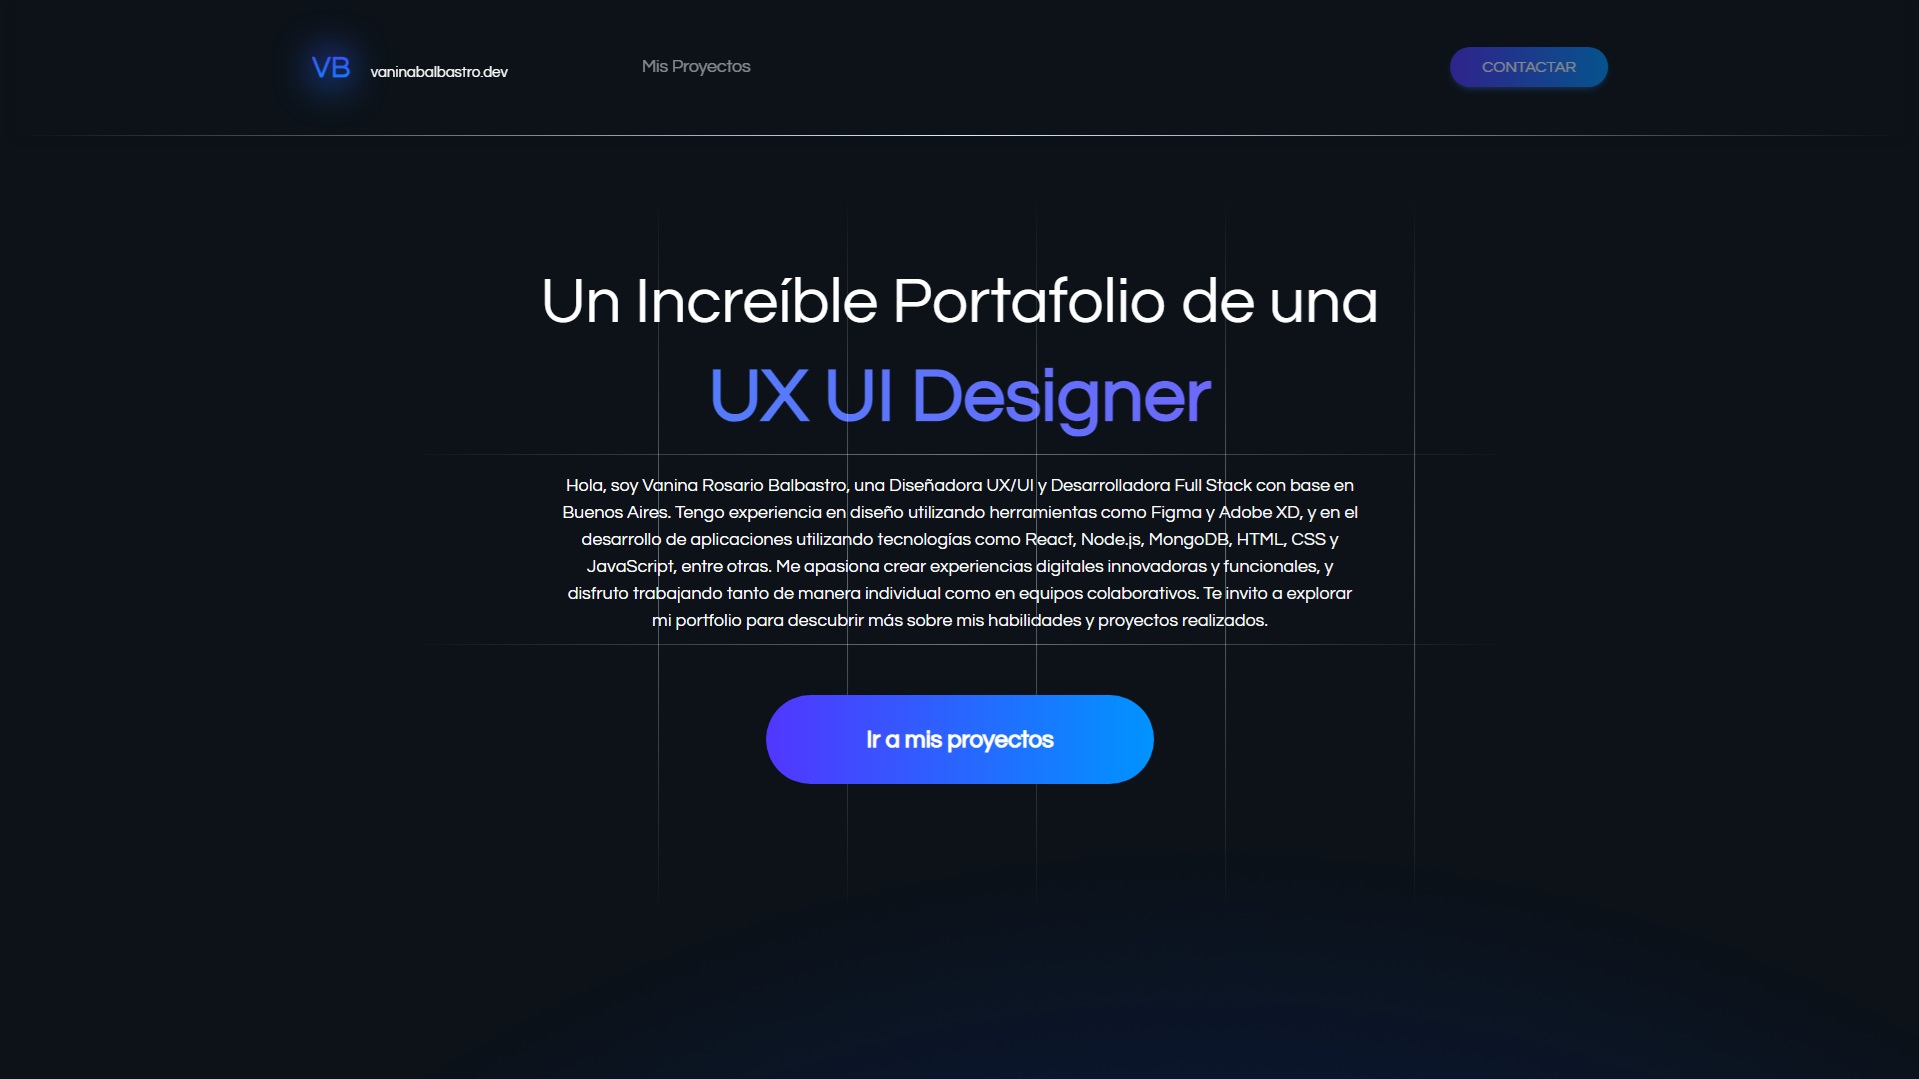 VB
vaninabalbastro.dev
Mis Proyectos
CONTACTAR
Un Increíble Portafolio de una
UX UI Designer
Hola, soy Vanina Rosario Balbastro, una Diseñadora UX/UI y Desarrolladora Full Stack con base en
Buenos Aires. Tengo experiencia en diseño utilizando herramientas como Figma y Adobe XD, y en el
desarrollo de aplicaciones utilizando tecnologías como React, Node.js, MongoDB, HTML, CSS y
JavaScript, entre otras. Me apasiona crear experiencias digitales innovadoras y funcionales, y
disfruto trabajando tanto de manera individual como en equipos colaborativos. Te invito a explorar
mi portfolio para descubrir más sobre mis habilidades y proyectos realizados.
Ir a mis proyectos